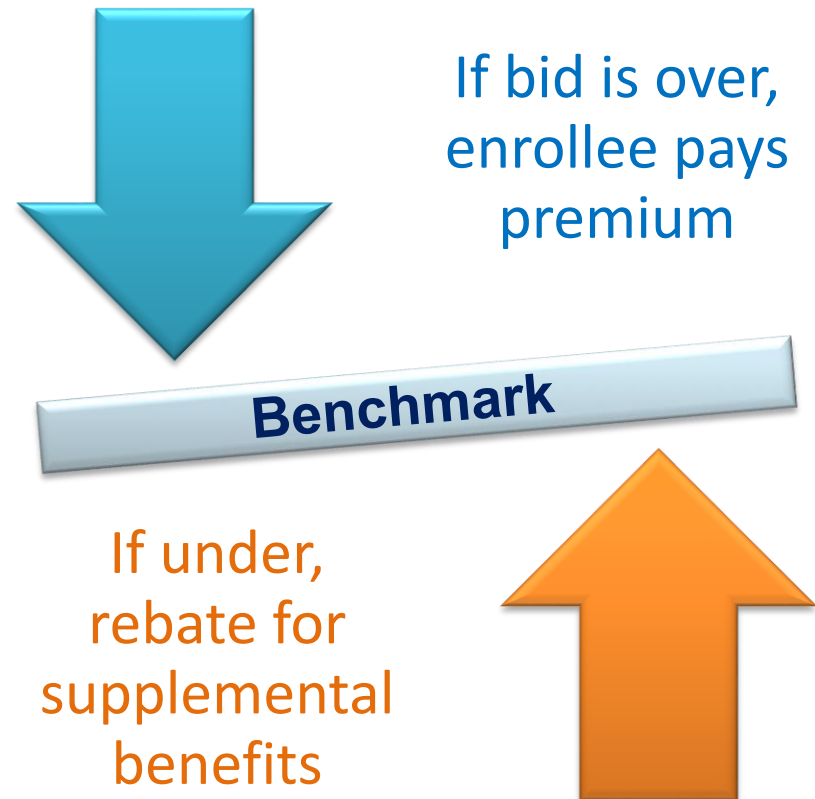 If bid is over,
enrollee pays
premium
Benchmark
If under,
rebate for
supplemental
benefits